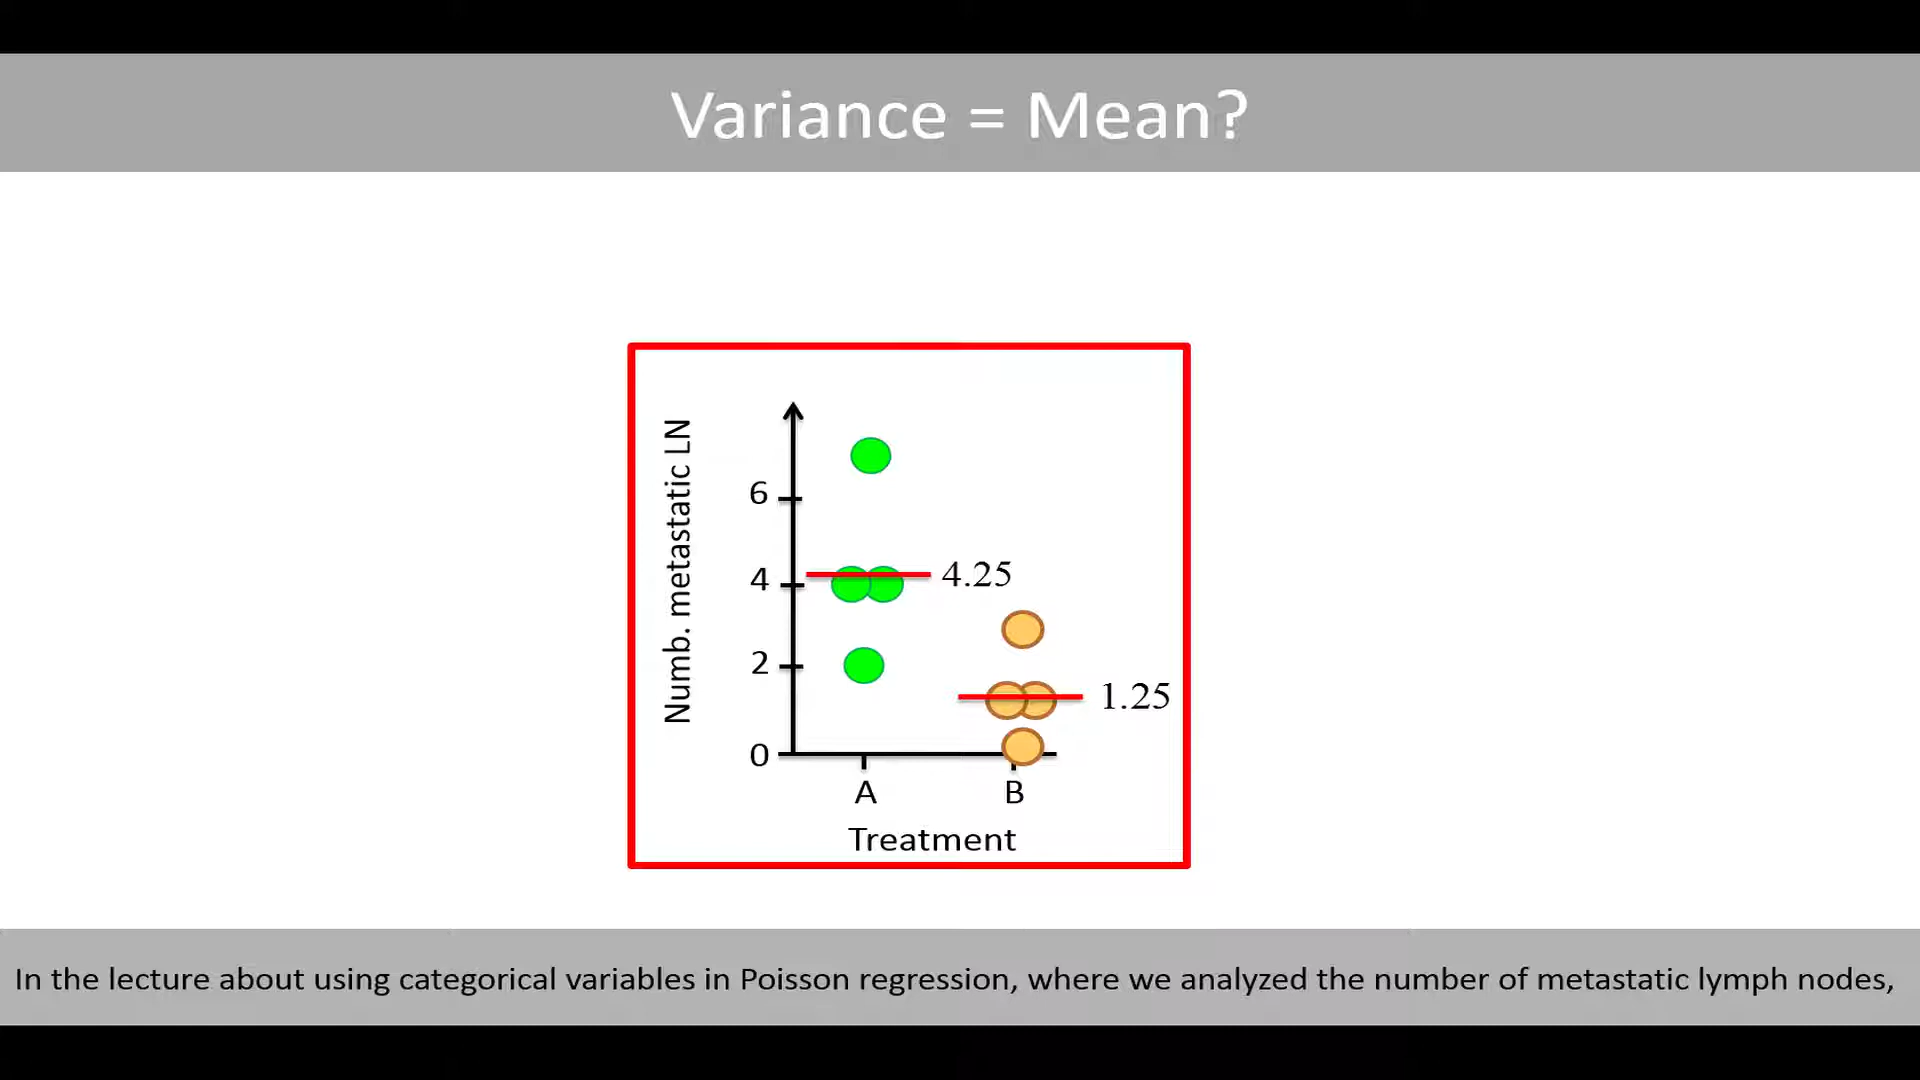 Variance = Mean?
Numb. metastatic LN
6
4
2
0
4.25
1.25
A
B
Treatment
In the lecture about using categorical variables in Poisson regression, where we analyzed the number of metastatic lymph nodes,